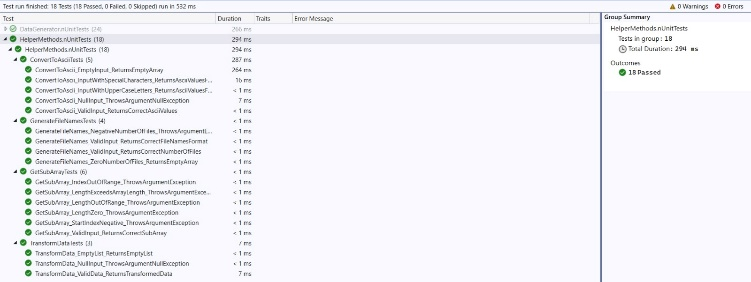 Test run finished: 18 Tests (18 Passed, 0 Failed, 0 Skipped) run in 532 ms
0 Warnings 0 Errors
Test Duration Traits Error Message
DataGenerator.nUnitTests (24) 266 ms
HelperMethods.nUnitTests (18) 294 ms
HelperMethods.nUnitTests (18) 294 ms
ConvertToAsciiTests (5) 287 ms
ConvertToAscii_EmptyInput_ReturnsEmptyArray 264 ms
ConvertToAscii_InputWithSpecialCharacters_ReturnsAsciiValuesF... 16 ms
ConvertToAscii_InputWithUpperCaseLetters_ReturnsAsciiValuesF... < 1 ms
ConvertToAscii_NullInput_ThrowsArgumentNullException 7 ms
ConvertToAscii_ValidInput_ReturnsCorrectAsciiValues < 1 ms
GenerateFileNamesTests (4) < 1 ms
GenerateFileNames_NegativeNumberOfFiles_ThrowsArgumentE... < 1 ms
GenerateFileNames_ValidInput_ReturnsCorrectFileNamesFormat < 1 ms
GenerateFileNames_ValidInput_ReturnsCorrectNumberOfFiles < 1 ms
GenerateFileNames_ZeroNumberOfFiles_ReturnsEmptyArray < 1 ms
GetSubArrayTests (6) < 1 ms
GetSubArray_IndexOutOfRange_ThrowsArgumentException < 1 ms
GetSubArray_LengthExceedsArrayLength_ThrowsArgumentExce... < 1 ms
GetSubArray_LengthOutOfRange_ThrowsArgumentException < 1 ms
GetSubArray_LengthZero_ThrowsArgumentException < 1 ms
GetSubArray_StartIndexNegative_ThrowsArgumentException < 1 ms
GetSubArray_ValidInput_ReturnsCorrectSubArray < 1 ms
TransformDataTests (3) 7 ms
TransformData_EmptyList_ReturnsEmptyList < 1 ms
TransformData_NullInput_ThrowsArgumentNullException < 1 ms
TransformData_ValidData_ReturnsTransformedData 7 ms
Group Summary
HelperMethods.nUnitTests
Tests in group: 18
Total Duration: 294 ms
Outcomes
18 Passed